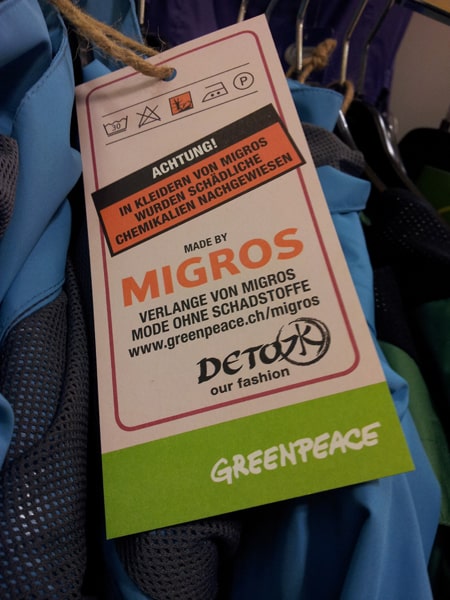 30
P
ACHTUNG!
IN KLEIDERN VON MIGROS
WURDEN SCHÄDLICHE
CHEMIKALIEN NACHGEWIESEN
MADE BY
MIGROS
VERLANGE VON MIGROS
MODE OHNE SCHADSTOFFE
www.greenpeace.ch/migros
DETOX
our fashion
GREENPEACE